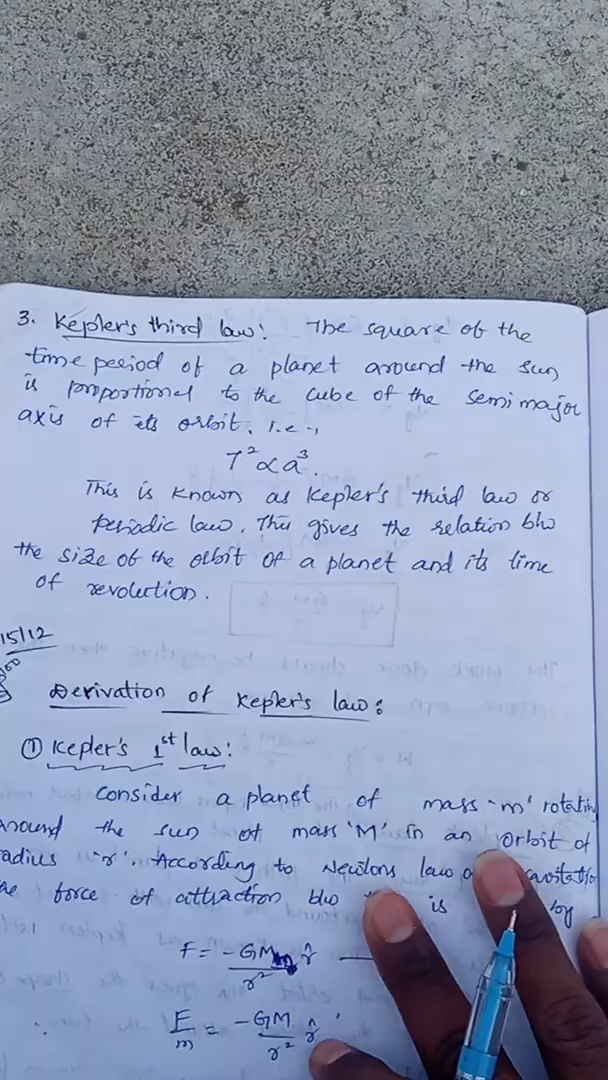 3. Kepler's third law: The square of the
time period of a planet around the sun
is proportional to the cube of the semi major
axis of its orbit. i.e.,
T² ∝ a³.
This is known as Kepler's third law or
periodic law. This gives the relation b/w
the size of the orbit of a planet and its time
of revolution.
15/12
Derivation of Kepler's law:
① Kepler's 1st law:
Consider a planet of mass 'm' rotating
around the sun of mass 'M' in an orbit of
radius 'r'. According to Newtons law
the force of attraction b/w is by
F = -GMm/r² r̂
F/m = -GM/r² r̂